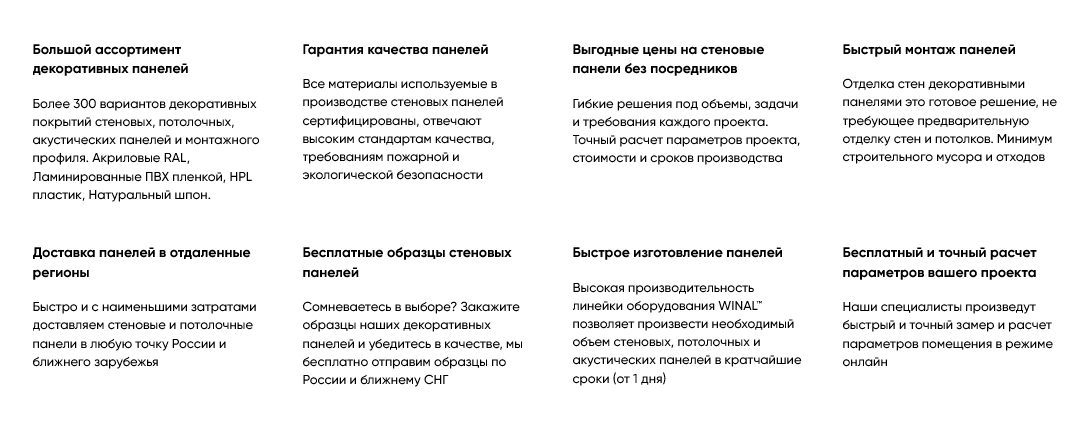 Большой ассортимент
декоративных панелей
Более 300 вариантов декоративных
покрытий стеновых, потолочных,
акустических панелей и монтажного
профиля. Акриловые RAL,
Ламинированные ПВХ пленкой, HPL
пластик, Натуральный шпон.
Гарантия качества панелей
Все материалы используемые в
производстве стеновых панелей
сертифицированы, отвечают
высоким стандартам качества,
требованиям пожарной и
экологической безопасности
Выгодные цены на стеновые
панели без посредников
Гибкие решения под объемы, задачи
и требования каждого проекта.
Точный расчет параметров проекта,
стоимости и сроков производства
Быстрый монтаж панелей
Отделка стен декоративными
панелями это готовое решение, не
требующее предварительную
отделку стен и потолков. Минимум
строительного мусора и отходов
Доставка панелей в отдаленные
регионы
Быстро и с наименьшими затратами
доставляем стеновые и потолочные
панели в любую точку России и
ближнего зарубежья
Бесплатные образцы стеновых
панелей
Сомневаетесь в выборе? Закажите
образцы наших декоративных
панелей и убедитесь в качестве, мы
бесплатно отправим образцы по
России и ближнему СНГ
Быстрое изготовление панелей
Высокая производительность
линейки оборудования WINAL™
позволяет произвести необходимый
объем стеновых, потолочных и
акустических панелей в кратчайшие
сроки (от 1 дня)
Бесплатный и точный расчет
параметров вашего проекта
Наши специалисты произведут
быстрый и точный замер и расчет
параметров помещения в режиме
онлайн